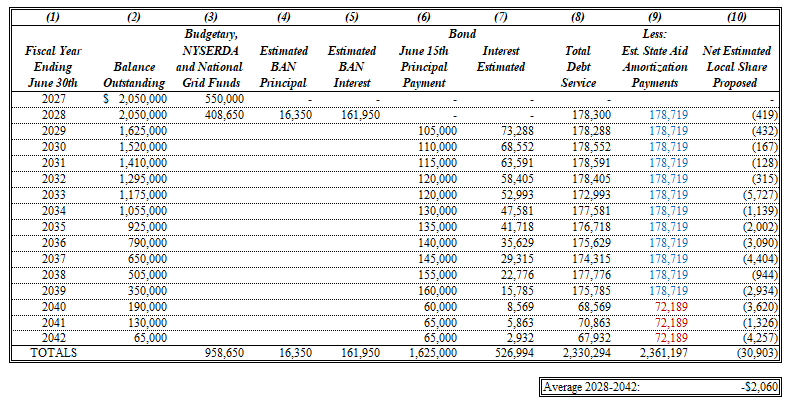 (1) (2) (3) (4) (5) (6) (7) (8) (9) (10)
Budgetary, Bond Less:
Fiscal Year NYSERDA Estimated Estimated June 15th Interest Total Est. State Aid Net Estimated
Ending Balance and National BAN BAN Principal Estimated Debt Amortization Local Share
June 30th Outstanding Grid Funds Principal Interest Payment Service Payments Proposed
2027 $ 2,050,000 550,000 - - - - - -
2028 2,050,000 408,650 16,350 161,950 - - 178,300 178,719 (419)
2029 1,625,000 105,000 73,288 178,288 178,719 (432)
2030 1,520,000 110,000 68,552 178,552 178,719 (167)
2031 1,410,000 115,000 63,591 178,591 178,719 (128)
2032 1,295,000 120,000 58,405 178,405 178,719 (315)
2033 1,175,000 120,000 52,993 172,993 178,719 (5,727)
2034 1,055,000 130,000 47,581 177,581 178,719 (1,139)
2035 925,000 135,000 41,718 176,718 178,719 (2,002)
2036 790,000 140,000 35,629 175,629 178,719 (3,090)
2037 650,000 145,000 29,315 174,315 178,719 (4,404)
2038 505,000 155,000 22,776 177,776 178,719 (944)
2039 350,000 160,000 15,785 175,785 178,719 (2,934)
2040 190,000 60,000 8,569 68,569 72,189 (3,620)
2041 130,000 65,000 5,863 70,863 72,189 (1,326)
2042 65,000 65,000 2,932 67,932 72,189 (4,257)
TOTALS 958,650 16,350 161,950 1,625,000 526,994 2,330,294 2,361,197 (30,903)
Average 2028-2042: -$2,060